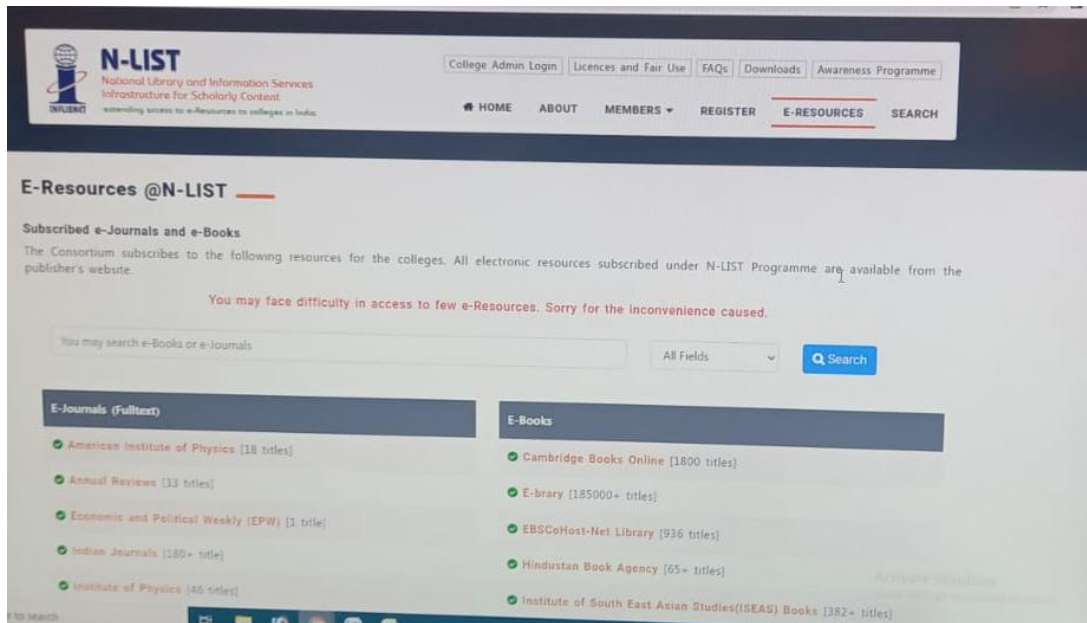 N-LIST
National Library and Information Services
Infrastructure for Scholarly Content
extending access to e-Resources to colleges in India
INFLIBNET
College Admin Login
Licences and Fair Use
FAQs
Downloads
Awareness Programme
HOME
ABOUT
MEMBERS
REGISTER
E-RESOURCES
SEARCH
E-Resources @N-LIST
Subscribed e-Journals and e-Books
The Consortium subscribes to the following resources for the colleges. All electronic resources subscribed under N-LIST Programme are available from the
publisher's website.
You may face difficulty in access to few e-Resources. Sorry for the inconvenience caused.
You may search e-Books or e-Journals
All Fields
Search
E-Journals (Fulltext)
American Institute of Physics [18 titles]
Annual Reviews [33 titles]
Economic and Political Weekly (EPW) [1 title]
Indian Journals [180+ title]
Institute of Physics [46 titles]
E-Books
Cambridge Books Online [1800 titles]
E-brary [185000+ titles]
EBSCoHost-Net Library [936 titles]
Hindustan Book Agency [65+ titles]
Institute of South East Asian Studies(ISEAS) Books [382+ titles]
Activate Windows
to search